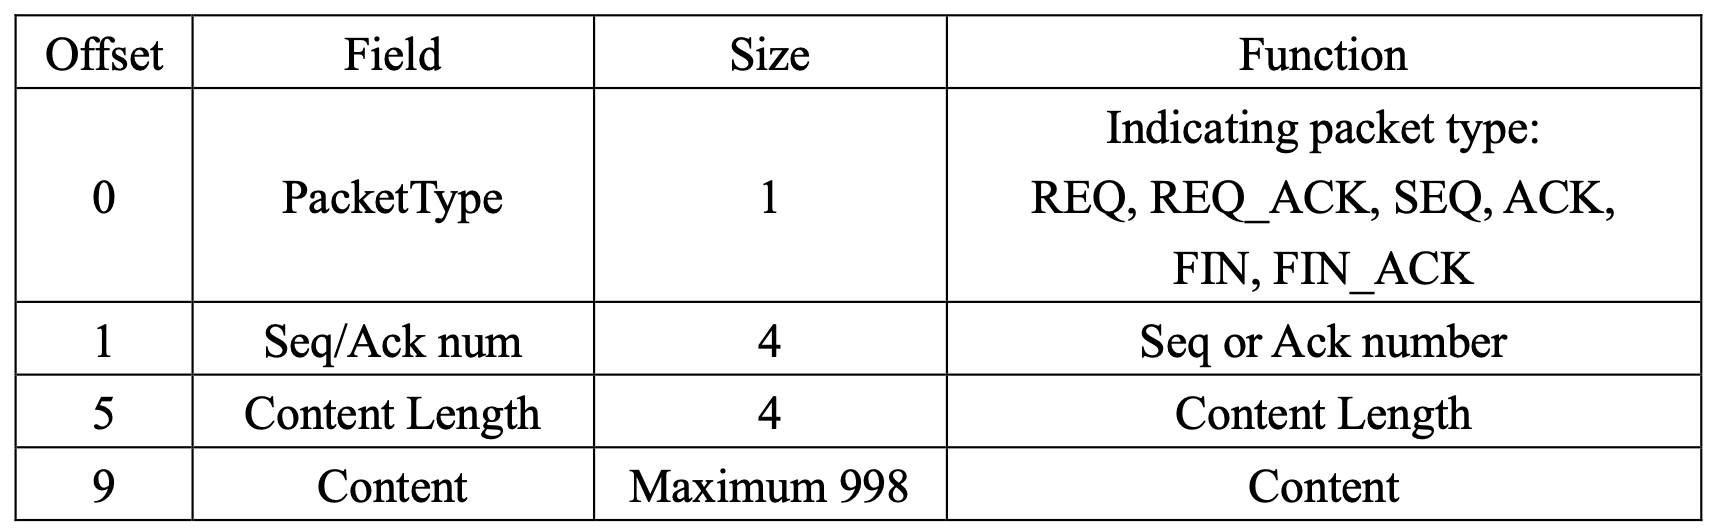 Offset Field Size Function
0 PacketType 1 Indicating packet type:
REQ, REQ_ACK, SEQ, ACK,
FIN, FIN_ACK
1 Seq/Ack num 4 Seq or Ack number
5 Content Length 4 Content Length
9 Content Maximum 998 Content